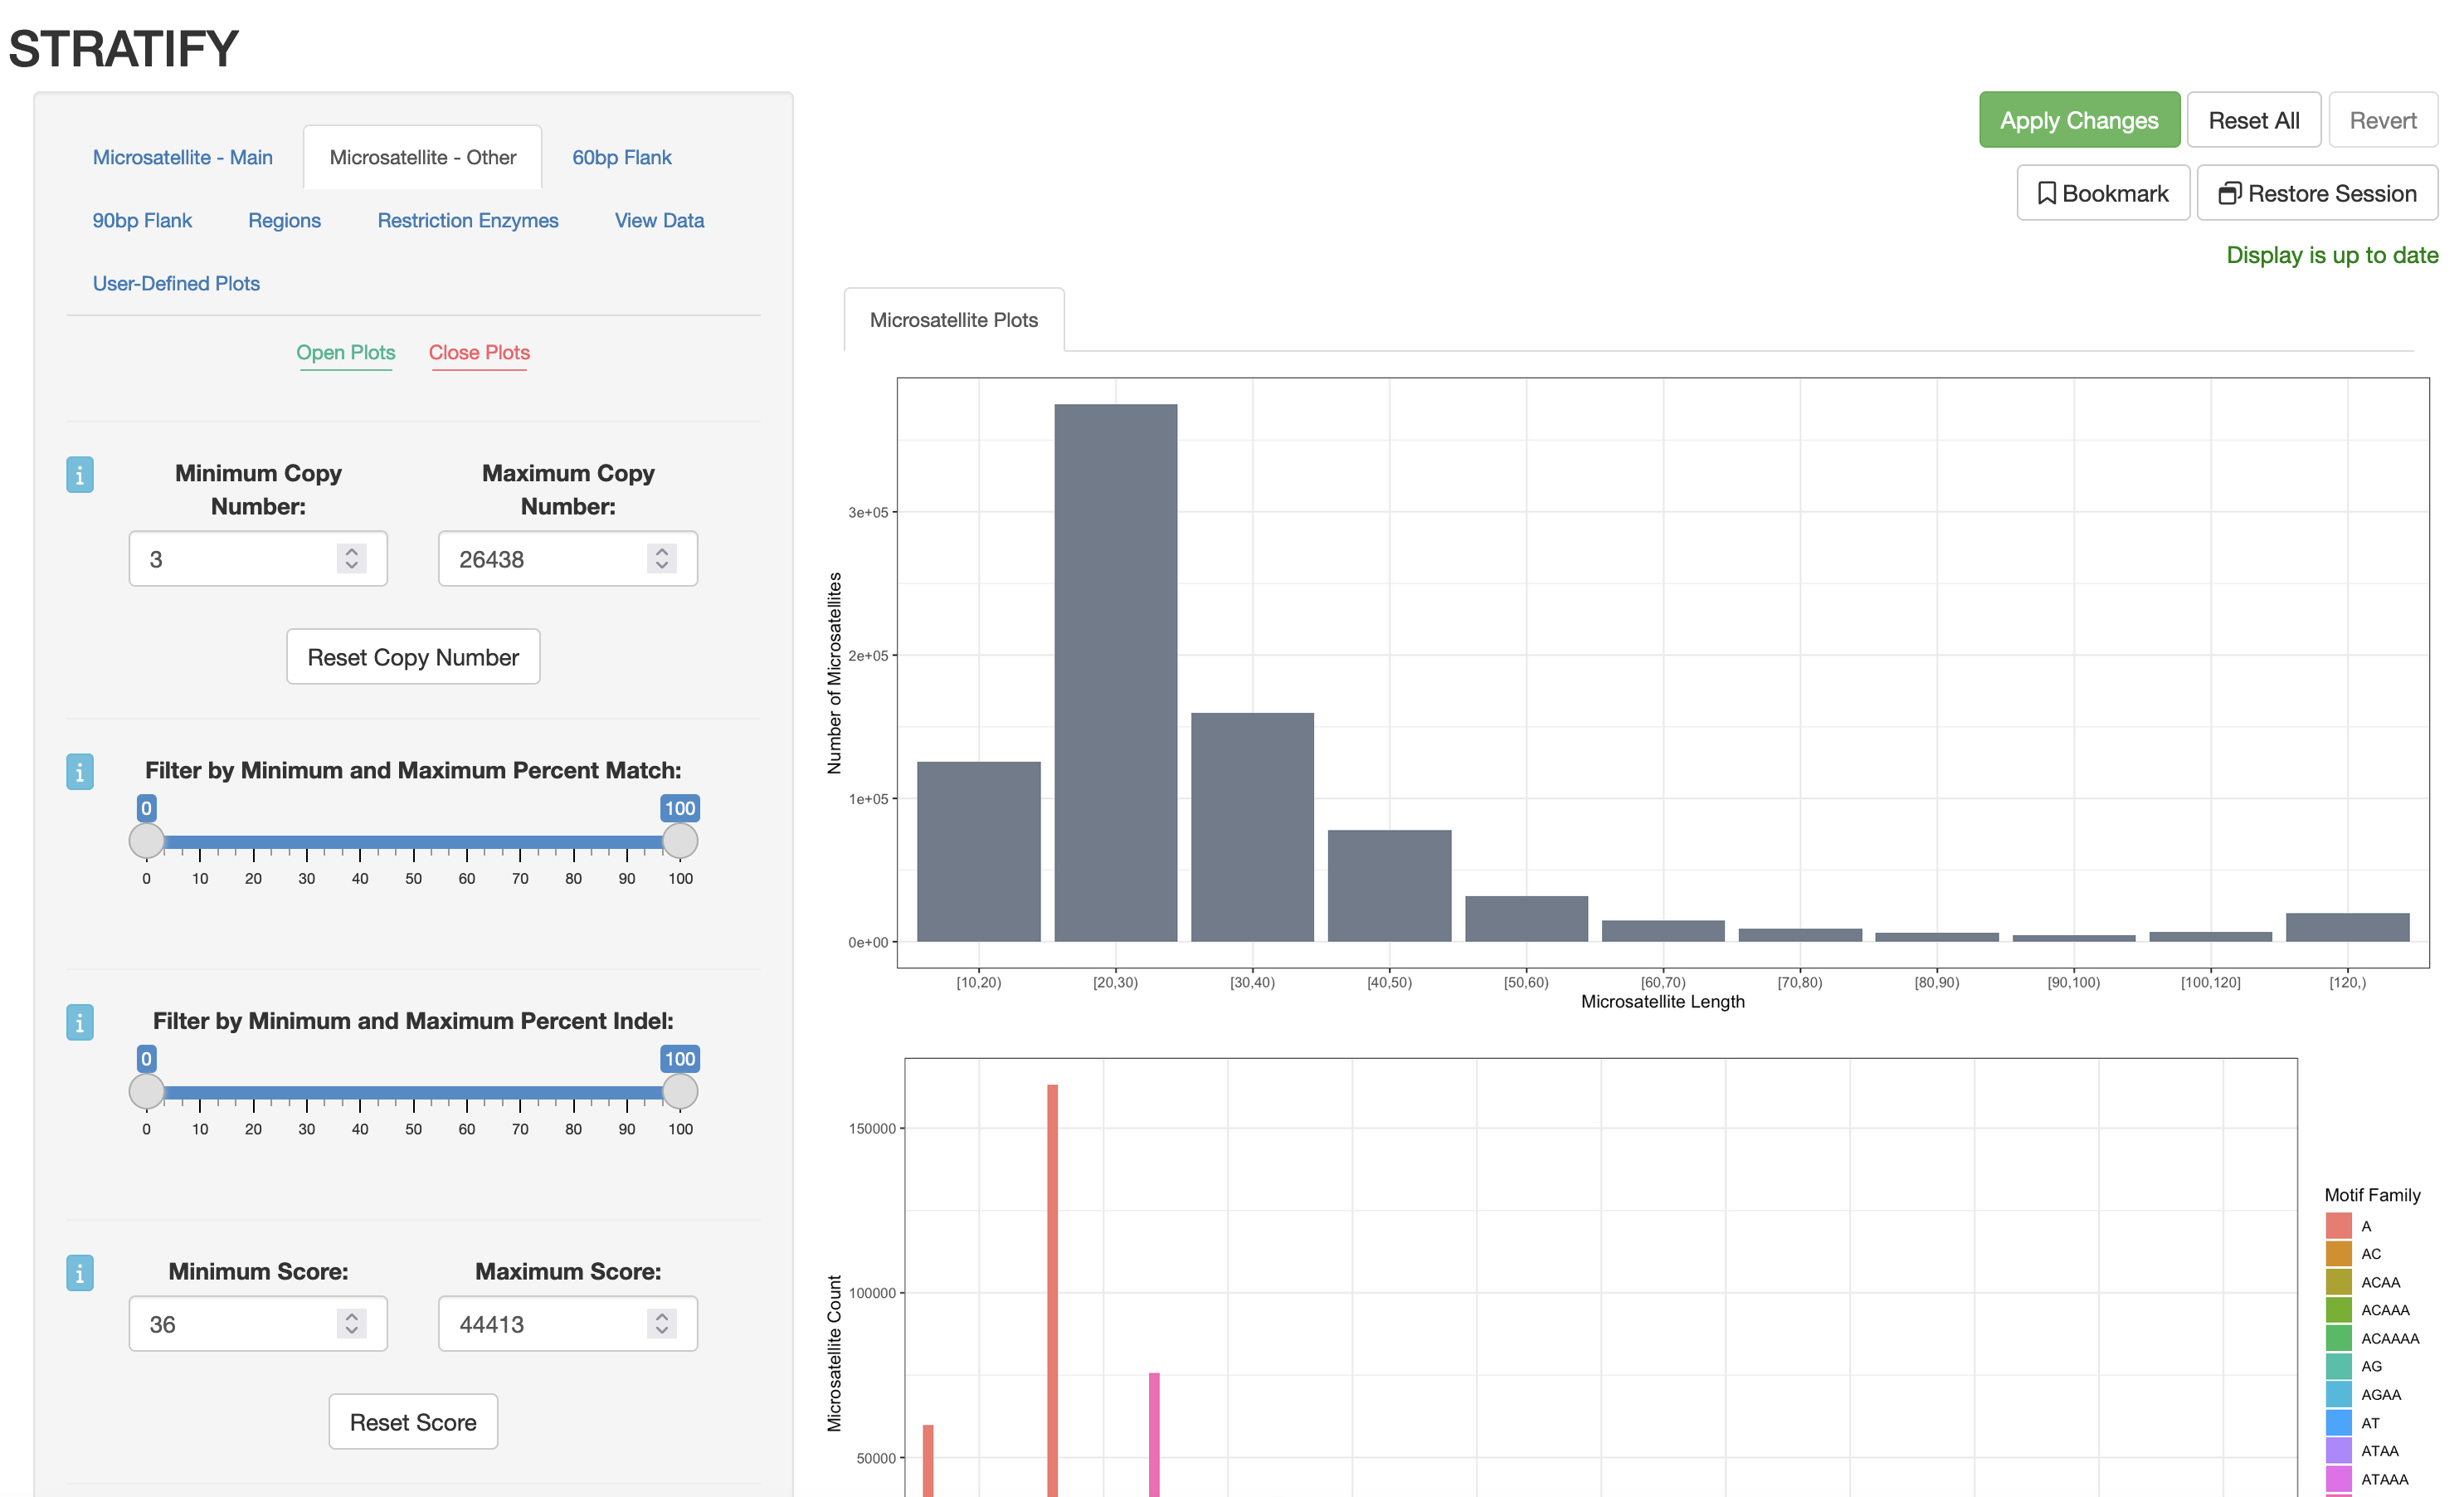 STRATIFY
Microsatellite - Main
Microsatellite - Other
60bp Flank
90bp Flank
Regions
Restriction Enzymes
View Data
User-Defined Plots
Open Plots
Close Plots
i
Minimum Copy
Number:
Maximum Copy
Number:
3
26438
Reset Copy Number
i
Filter by Minimum and Maximum Percent Match:
0
100
0 10 20 30 40 50 60 70 80 90 100
i
Filter by Minimum and Maximum Percent Indel:
0
100
0 10 20 30 40 50 60 70 80 90 100
i
Minimum Score:
Maximum Score:
36
44413
Reset Score
Apply Changes
Reset All
Revert
Bookmark
Restore Session
Display is up to date
Microsatellite Plots
Number of Microsatellites
3e+05
2e+05
1e+05
0e+00
[10,20) [20,30) [30,40) [40,50) [50,60) [60,70) [70,80) [80,90) [90,100) [100,120] [120,)
Microsatellite Length
Microsatellite Count
150000
100000
50000
Motif Family
A
AC
ACAA
ACAAA
ACAAAA
AG
AGAA
AT
ATAA
ATAAA